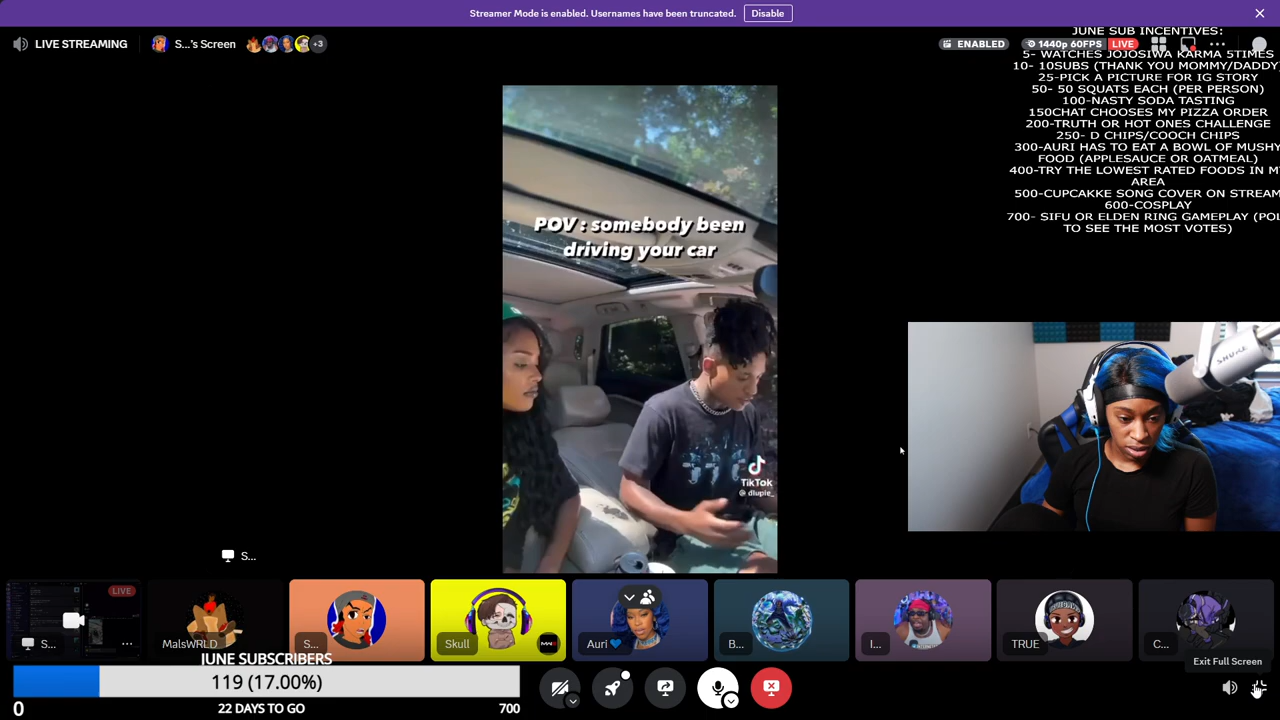 Streamer Mode is enabled. Usernames have been truncated.
Disable
LIVE STREAMING
S...'s Screen
+3
ENABLED
1440p 60FPS
LIVE
JUNE SUB INCENTIVES:
5- WATCHES JOJOSIWA KARMA 5TIMES
10- 10SUBS (THANK YOU MOMMY/DADDY
25-PICK A PICTURE FOR IG STORY
50- 50 SQUATS EACH (PER PERSON)
100-NASTY SODA TASTING
150CHAT CHOOSES MY PIZZA ORDER
200-TRUTH OR HOT ONES CHALLENGE
250- D CHIPS/COOCH CHIPS
300-AURI HAS TO EAT A BOWL OF MUSHY
FOOD (APPLESAUCE OR OATMEAL)
400-TRY THE LOWEST RATED FOODS IN M
AREA
500-CUPCAKKE SONG COVER ON STREAM
600-COSPLAY
700- SIFU OR ELDEN RING GAMEPLAY (PO
TO SEE THE MOST VOTES)
POV : somebody been
driving your car
TikTok
@ dlupie_
SHURE
S...
LIVE
S...
MalsWRLD
S...
Skull
Auri
B...
I...
TRUE
C...
Exit Full Screen
JUNE SUBSCRIBERS
119 (17.00%)
0
22 DAYS TO GO
700